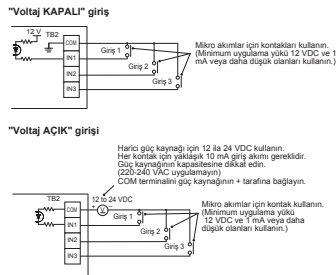 "Voltaj KAPALI" giriş
12 V
TB2
COM
IN1
IN2
IN3
Giriş 1
Giriş 2
Giriş 3
Mikro akımlar için kontakları kullanın.
(Minimum uygulama yükü 12 VDC ve 1
mA veya daha düşük olanları kullanın.)
"Voltaj AÇIK" girişi
Harici güç kaynağı için 12 ila 24 VDC kullanın.
Her kontak için yaklaşık 10 mA giriş akımı gereklidir.
Güç kaynağının kapasitesine dikkat edin.
(220-240 VAC uygulamayın)
COM terminalini güç kaynağının + tarafına bağlayın.
TB2
12 to 24 VDC
+
-
V
COM
IN1
IN2
IN3
Giriş 1
Giriş 2
Giriş 3
Mikro akımlar için kontak kullanın.
(Minimum uygulama yükü
12 VDC ve 1 mA veya daha
düşük olanları kullanın.)